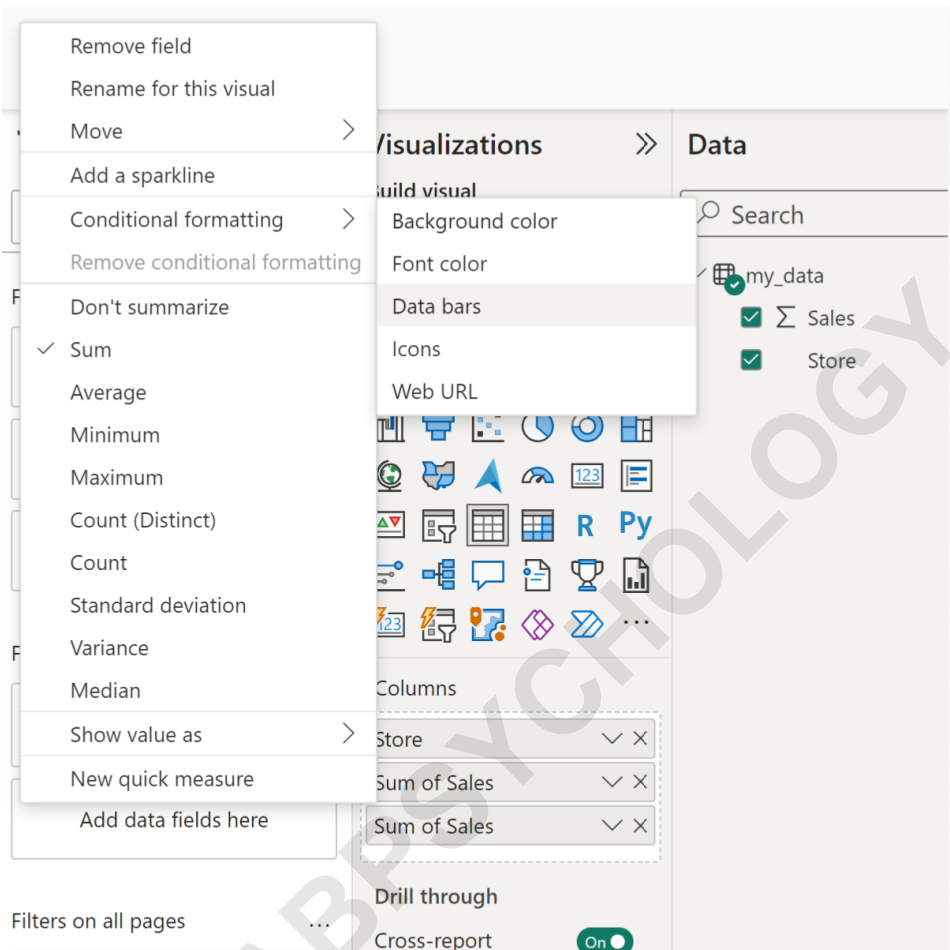 Remove field
Rename for this visual
Move
Add a sparkline
Conditional formatting
Remove conditional formatting
Don't summarize
Sum
Average
Minimum
Maximum
Count (Distinct)
Count
Standard deviation
Variance
Median
Show value as
New quick measure
Add data fields here
Filters on all pages
...
Background color
Font color
Data bars
Icons
Web URL
Build visual
123
R
Py
123
...
Columns
Store
Sum of Sales
Sum of Sales
Drill through
Cross-report
On
Data
Search
my_data
Σ Sales
Store
ABPSYCHOLOGY